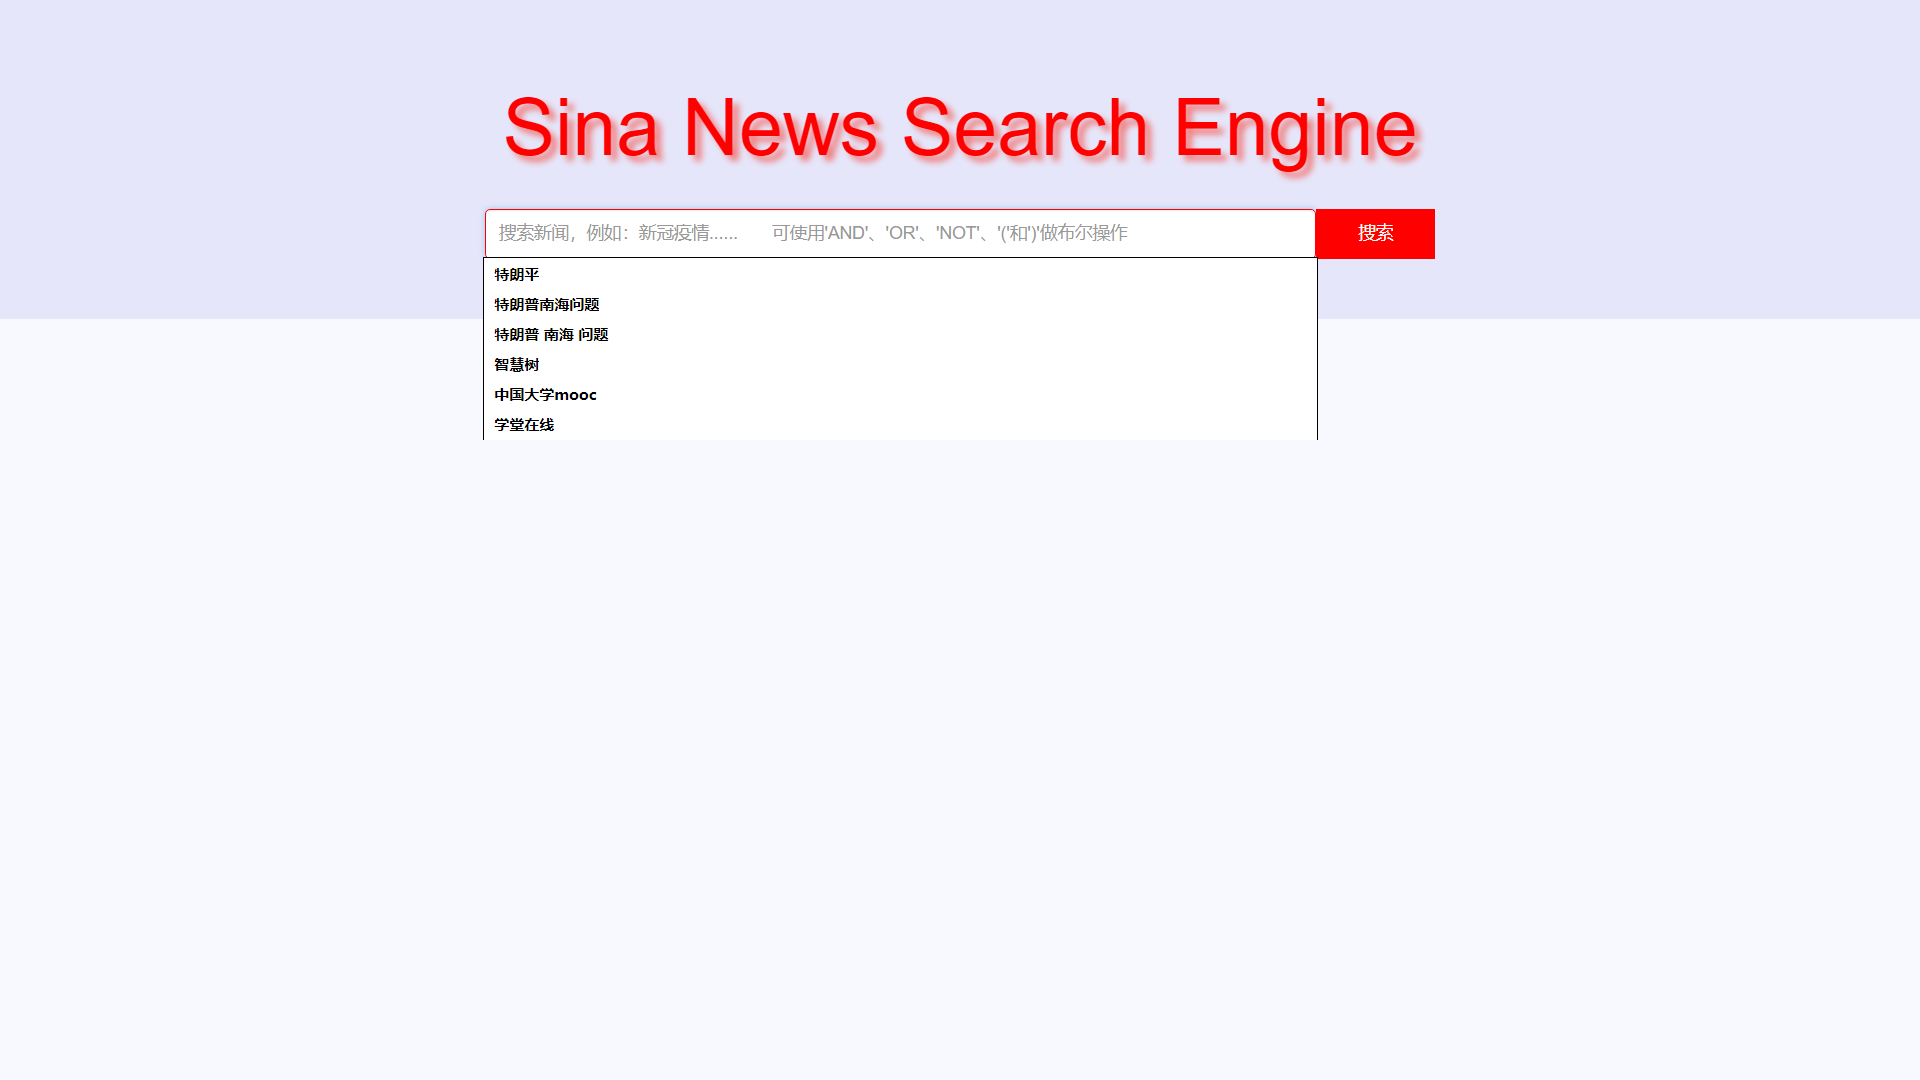 Sina News Search Engine
搜索新闻，例如：新冠疫情...... 可使用'AND'、'OR'、'NOT'、'('和')'做布尔操作 搜索
特朗平
特朗普南海问题
特朗普 南海 问题
智慧树
中国大学mooc
学堂在线